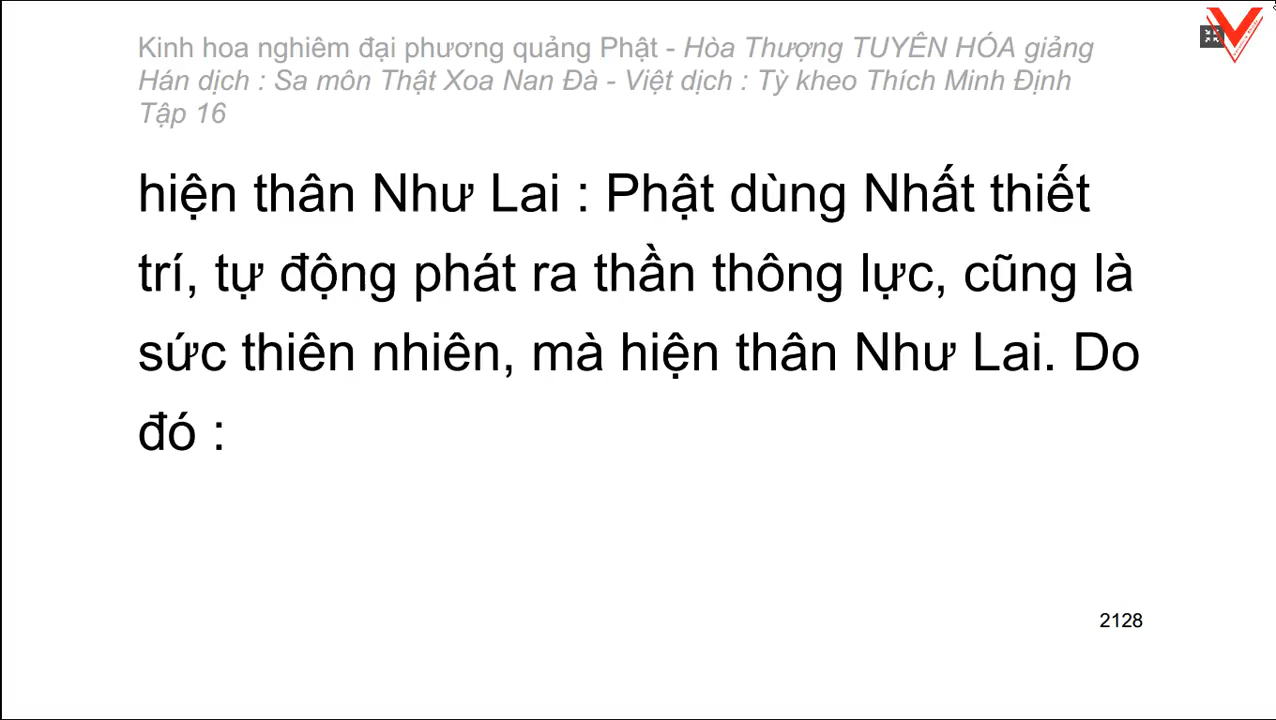 Kinh hoa nghiêm đại phương quảng Phật - Hòa Thượng TUYÊN HÓA giảng
Hán dịch : Sa môn Thật Xoa Nan Đà - Việt dịch : Tỳ kheo Thích Minh Định
Tập 16
hiện thân Như Lai : Phật dùng Nhất thiết
trí, tự động phát ra thần thông lực, cũng là
sức thiên nhiên, mà hiện thân Như Lai. Do
đó :
2128